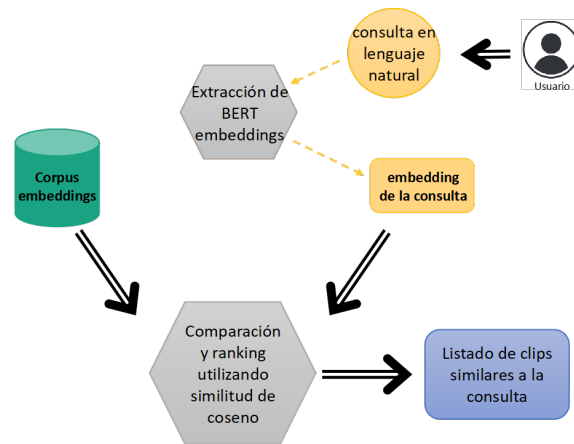 consulta en
lenguaje
natural
Usuario
Extracción de
BERT
embeddings
Corpus
embeddings
embedding
de la consulta
Comparación
y ranking
utilizando
similitud de
coseno
Listado de clips
similares a la
consulta